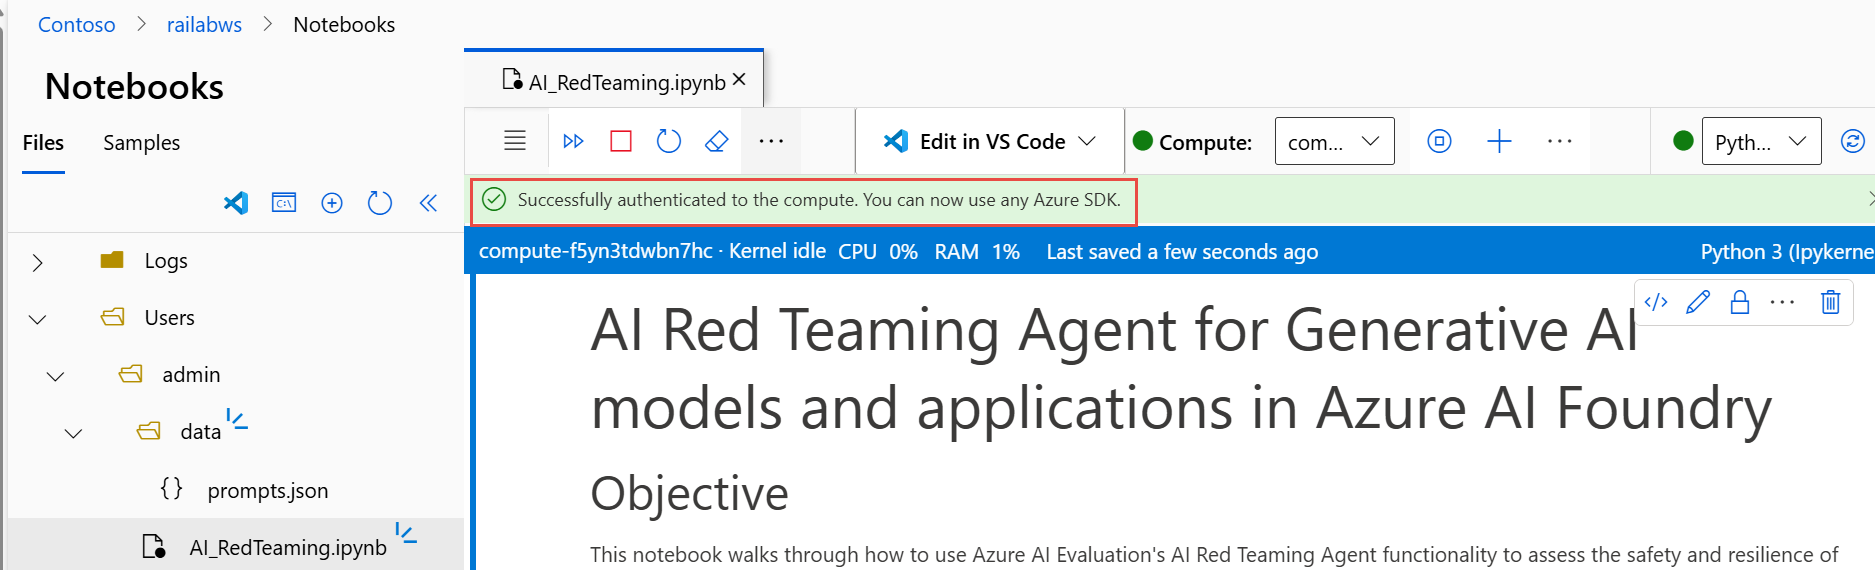 Contoso > railabws > Notebooks
Notebooks
Files Samples
Logs
Users
admin
data
{} prompts.json
AI_RedTeaming.ipynb
AI_RedTeaming.ipynb ×
Edit in VS Code Compute: com... Pyth...
Successfully authenticated to the compute. You can now use any Azure SDK.
compute-f5yn3tdwbn7hc · Kernel idle CPU 0% RAM 1% Last saved a few seconds ago Python 3 (Ipykerne
AI Red Teaming Agent for Generative AI
models and applications in Azure AI Foundry
Objective
This notebook walks through how to use Azure AI Evaluation's AI Red Teaming Agent functionality to assess the safety and resilience of